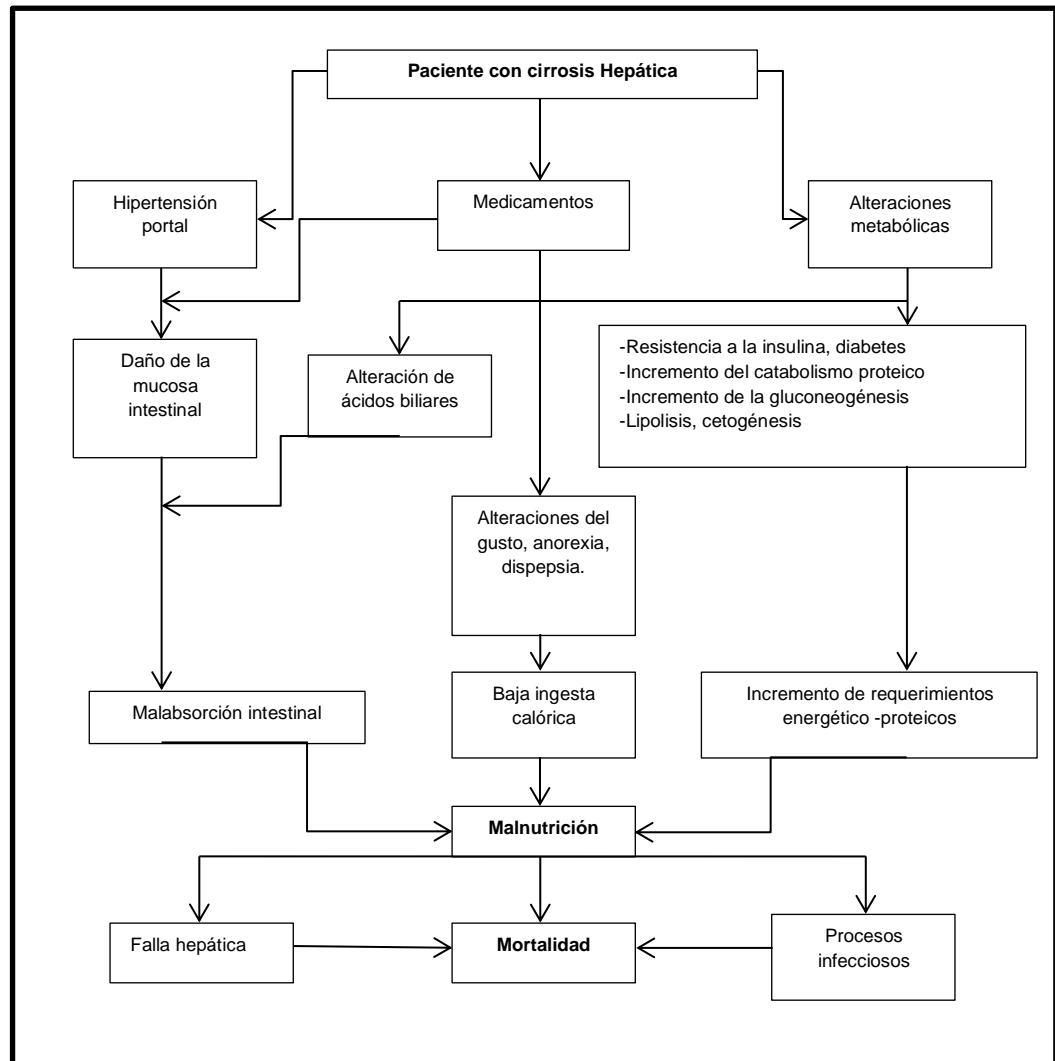 Paciente con cirrosis Hepática
Hipertensión
portal
Medicamentos
Alteraciones
metabólicas
Daño de la
mucosa
intestinal
Alteración de
ácidos biliares
-Resistencia a la insulina, diabetes
-Incremento del catabolismo proteico
-Incremento de la gluconeogénesis
-Lipolisis, cetogénesis
Alteraciones del
gusto, anorexia,
dispepsia.
Malabsorción intestinal
Baja ingesta
calórica
Incremento de requerimientos
energético -proteicos
Malnutrición
Falla hepática
Mortalidad
Procesos
infecciosos